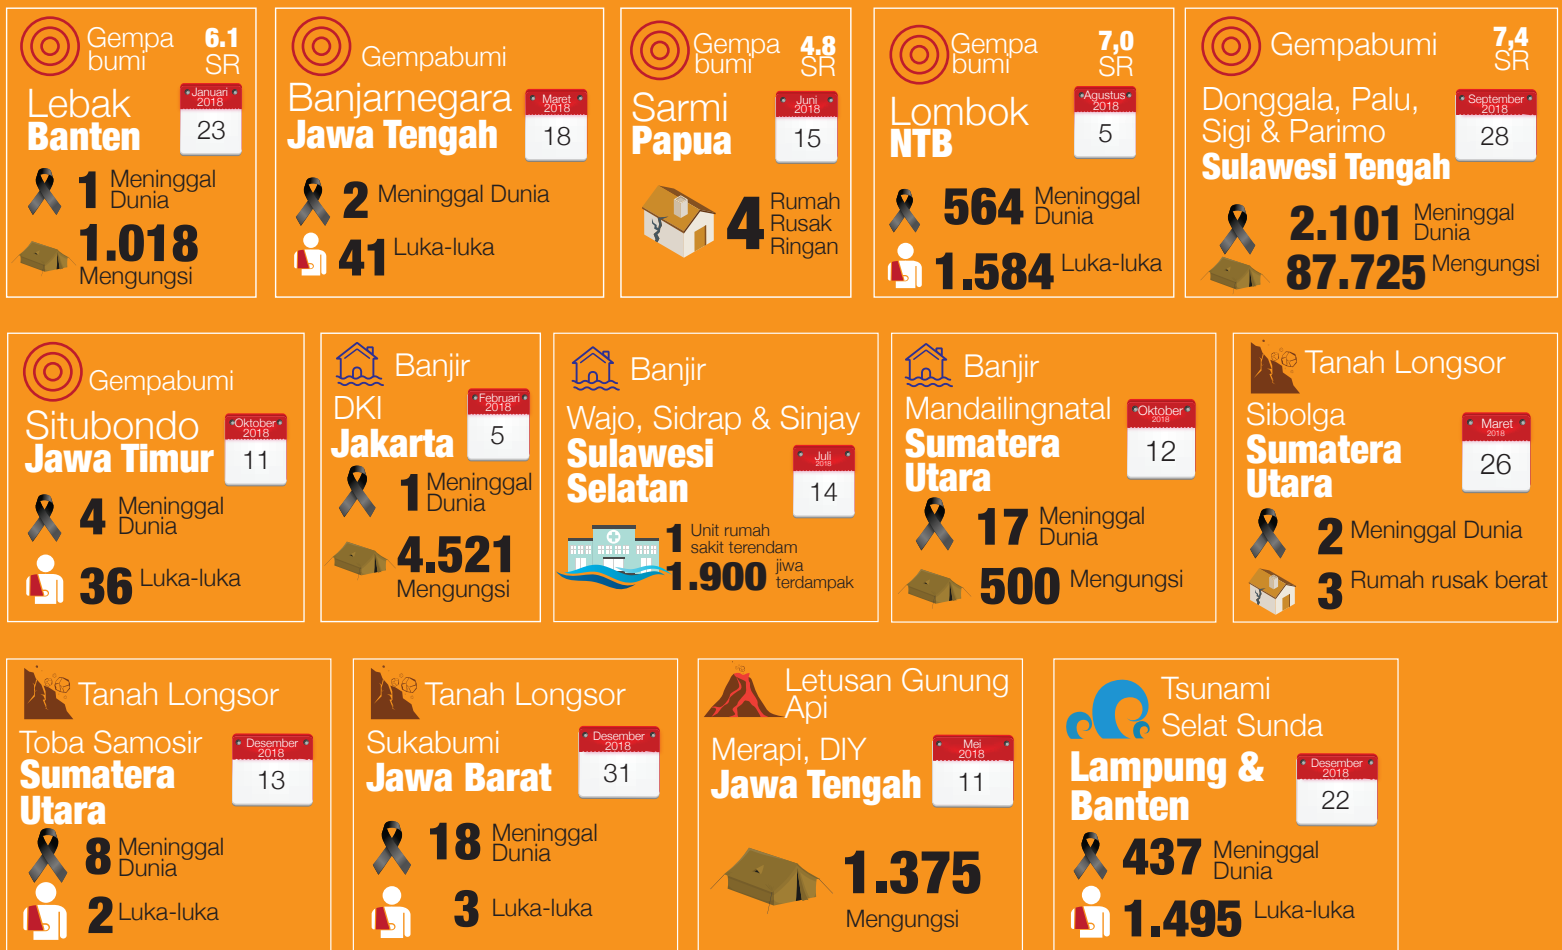 Gempa
bumi
6.1
SR
Lebak
Banten
Januari
2018
23
1 Meninggal
Dunia
1.018
Mengungsi
Gempabumi
Banjarnegara
Jawa Tengah
Maret
2018
18
2 Meninggal Dunia
41 Luka-luka
Gempa
bumi
4.8
SR
Sarmi
Papua
Juni
2018
15
4 Rumah
Rusak
Ringan
Gempa
bumi
7,0
SR
Lombok
NTB
Agustus
2018
5
564 Meninggal
Dunia
1.584 Luka-luka
Gempabumi
7,4
SR
Donggala, Palu,
Sigi & Parimo
Sulawesi Tengah
September
2018
28
2.101 Meninggal
Dunia
87.725 Mengungsi
Gempabumi
Situbondo
Jawa Timur
Oktober
2018
11
4 Meninggal
Dunia
36 Luka-luka
Banjir
DKI
Jakarta
Februari
2018
5
1 Meninggal
Dunia
4.521
Mengungsi
Banjir
Wajo, Sidrap & Sinjay
Sulawesi
Selatan
Juli
2018
14
1 Unit rumah
sakit terendam
1.900 jiwa
terdampak
Banjir
Mandailingnatal
Sumatera
Utara
Oktober
2018
12
17 Meninggal
Dunia
500 Mengungsi
Tanah Longsor
Sibolga
Sumatera
Utara
Maret
2018
26
2 Meninggal Dunia
3 Rumah rusak berat
Tanah Longsor
Toba Samosir
Sumatera
Utara
Desember
2018
13
8 Meninggal
Dunia
2 Luka-luka
Tanah Longsor
Sukabumi
Jawa Barat
Desember
2018
31
18 Meninggal
Dunia
3 Luka-luka
Letusan Gunung
Api
Merapi, DIY
Jawa Tengah
Mei
2018
11
1.375
Mengungsi
Tsunami
Selat Sunda
Lampung &
Banten
Desember
2018
22
437 Meninggal
Dunia
1.495 Luka-luka